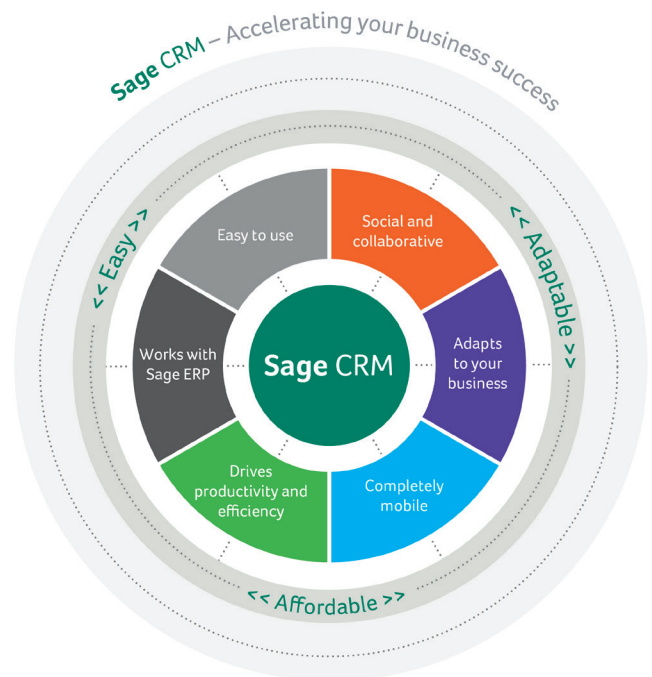 Sage CRM – Accelerating your business success
Easy to use
Social and
collaborative
<< Easy >>
<< Adaptable >>
Works with
Sage ERP
Sage CRM
Adapts
to your
business
Drives
productivity and
efficiency
Completely
mobile
<< Affordable >>